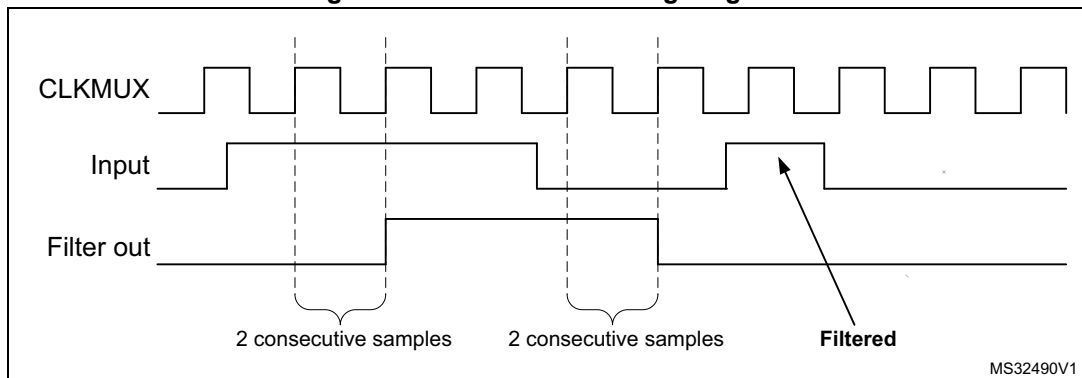 CLKMUX
Input
Filter out
2 consecutive samples
2 consecutive samples
Filtered
MS32490V1